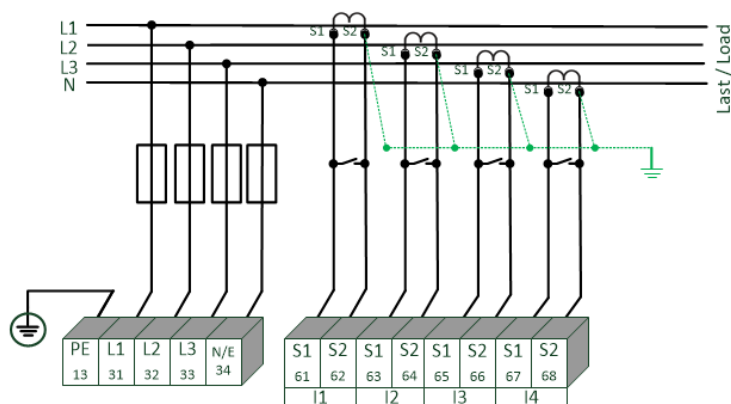 L1
L2
L3
N
S1 S2
S1 S2
S1 S2
S1 S2
Last / Load
PE L1 L2 L3 N/E
13 31 32 33 34
S1 S2 S1 S2 S1 S2 S1 S2
61 62 63 64 65 66 67 68
I1 I2 I3 I4